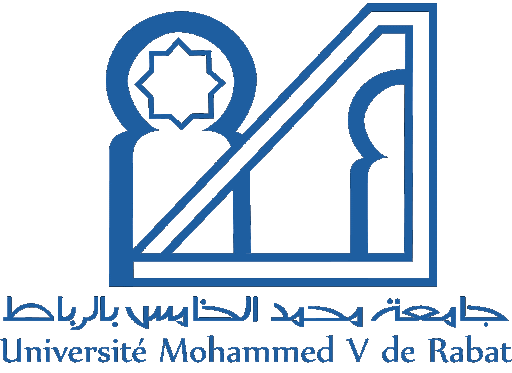 جامعة محمد الخامس بالرباط
Université Mohammed V de Rabat